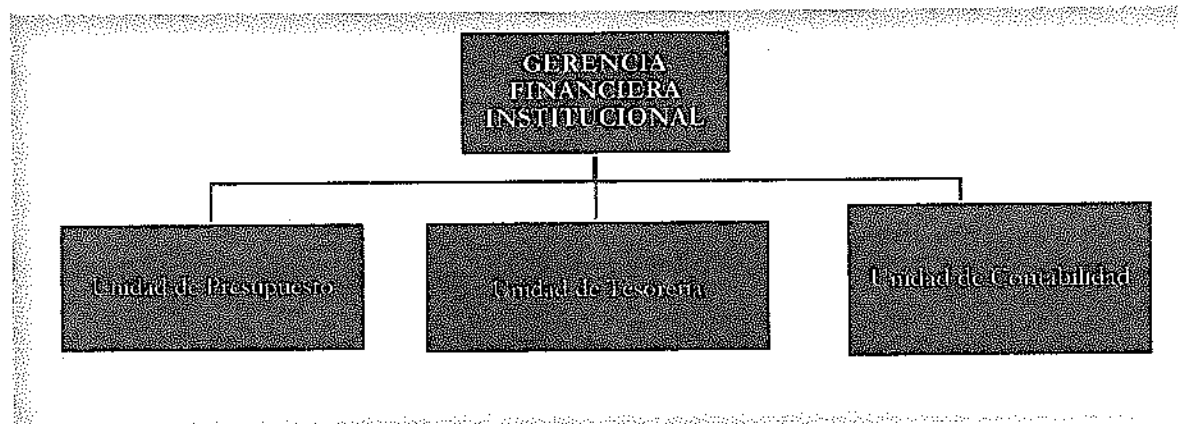 GERENCIA
FINANCIERA
INSTITUCIONAL
Unidad de Presupuesto
Unidad de Tesorería
Unidad de Contabilidad